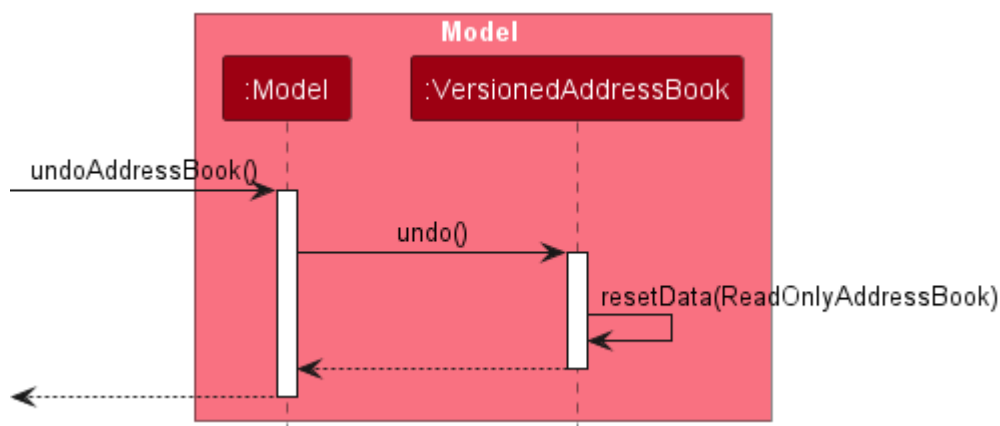 Model
:Model
:VersionedAddressBook
undoAddressBook()
undo()
resetData(ReadOnlyAddressBook)